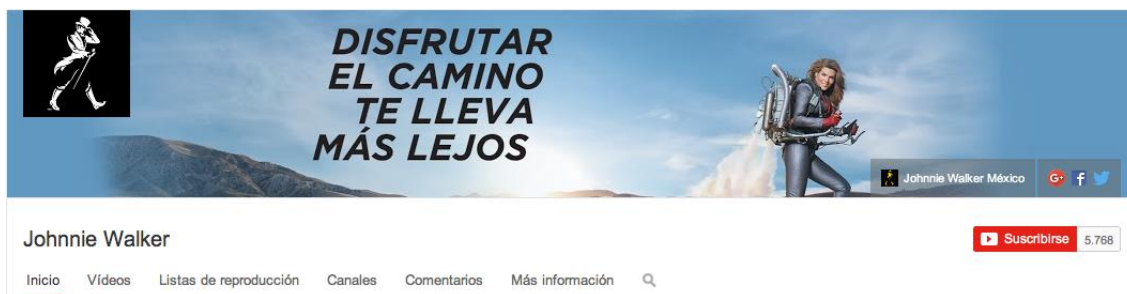 DISFRUTAR
EL CAMINO
TE LLEVA
MÁS LEJOS
Johnnie Walker México
Johnnie Walker
Suscribirse 5.768
Inicio Vídeos Listas de reproducción Canales Comentarios Más información